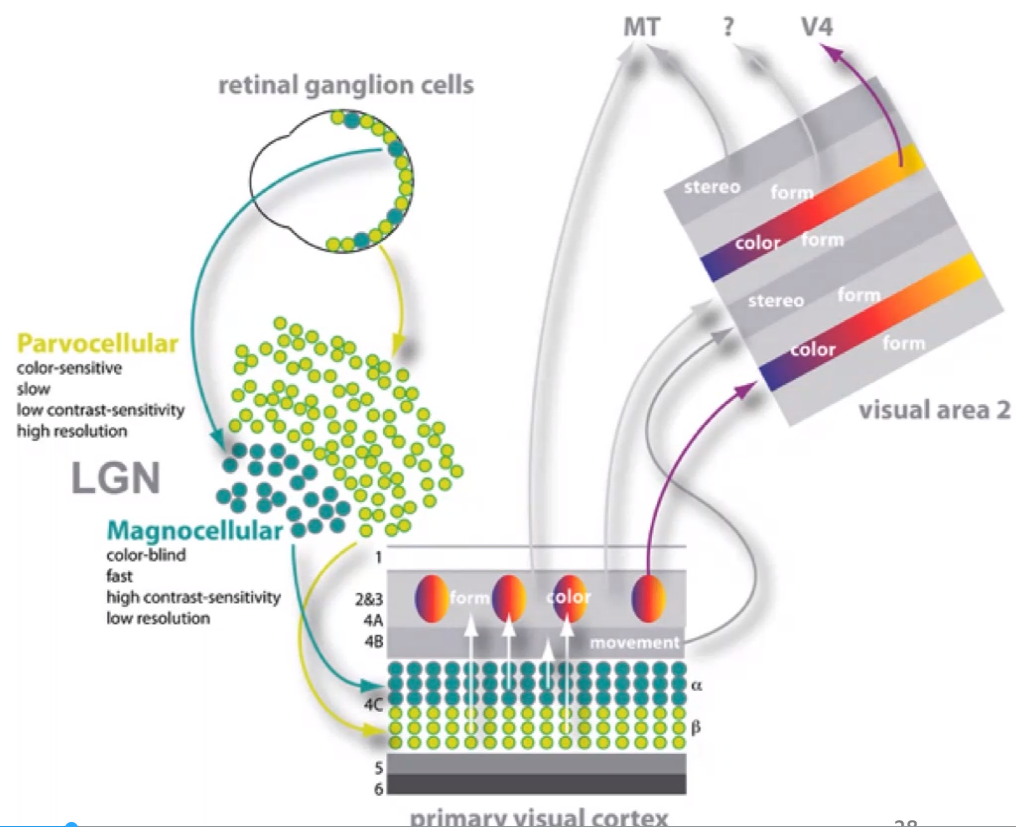 MT ? V4
retinal ganglion cells
stereo
form
color
form
stereo
form
color
form
visual area 2
Parvocellular
color-sensitive
slow
low contrast-sensitivity
high resolution
LGN
Magnocellular
color-blind
fast
high contrast-sensitivity
low resolution
1
2&3
form
color
4A
4B
movement
α
4C
β
5
6
primary visual cortex
28